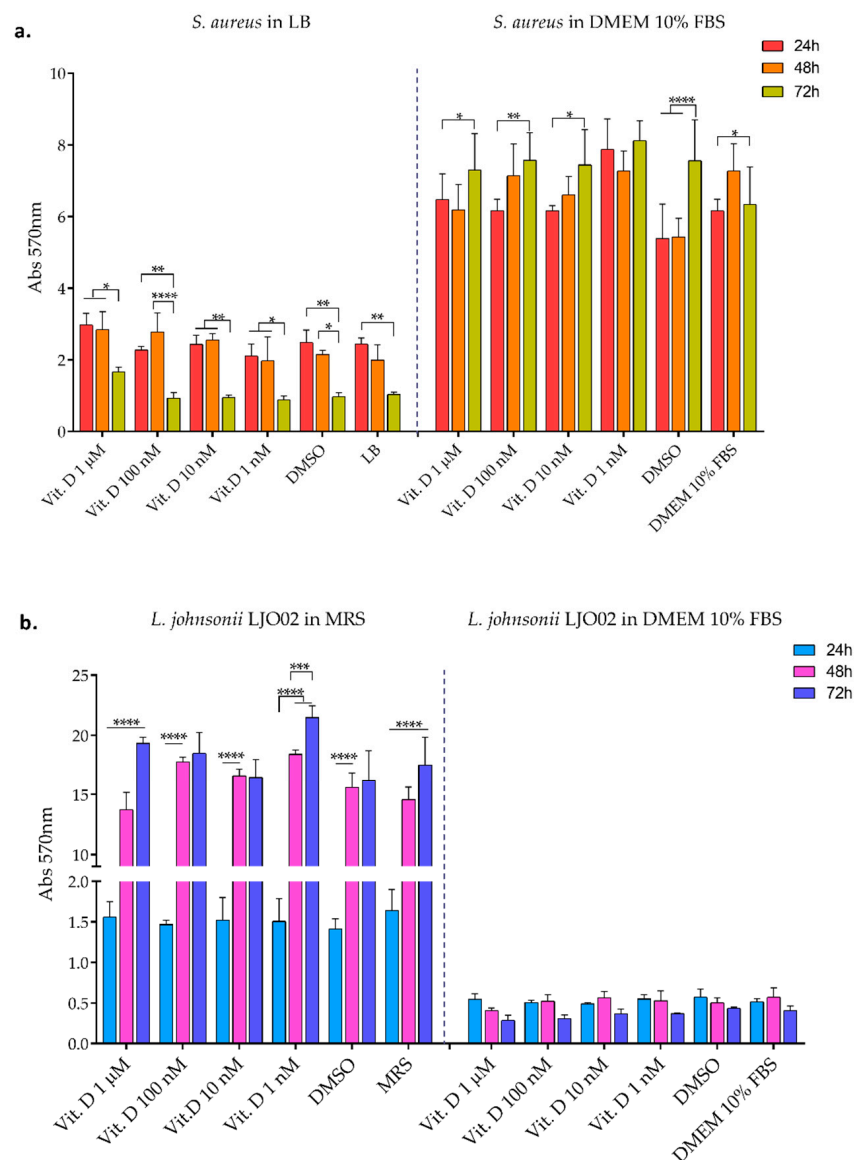 a.
S. aureus in LB
S. aureus in DMEM 10% FBS
24h
48h
72h
Abs 570nm
10
8
6
4
2
0
*
**
****
**
*
**
*
**
*
**
*
****
*
Vit. D 1 µM
Vit. D 100 nM
Vit. D 10 nM
Vit.D 1 nM
DMSO
LB
Vit. D 1 µM
Vit. D 100 nM
Vit. D 10 nM
Vit. D 1 nM
DMSO
DMEM 10% FBS
b.
L. johnsonii LJO02 in MRS
L. johnsonii LJO02 in DMEM 10% FBS
24h
48h
72h
Abs 570nm
25
20
15
10
2.0
1.5
1.0
0.5
0.0
****
****
****
****
***
****
****
Vit. D 1 µM
Vit. D 100 nM
Vit. D 10 nM
Vit. D 1 nM
DMSO
MRS
Vit. D 1 µM
Vit. D 100 nM
Vit. D 10 nM
Vit. D 1 nM
DMSO
DMEM 10% FBS